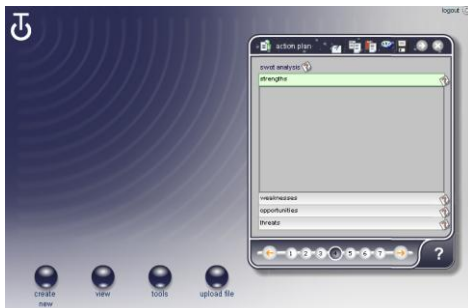 logout
action plan
swot analysis
strengths
weaknesses
opportunities
threats
1 2 3 4 5 6 7
?
create new
view
tools
upload file